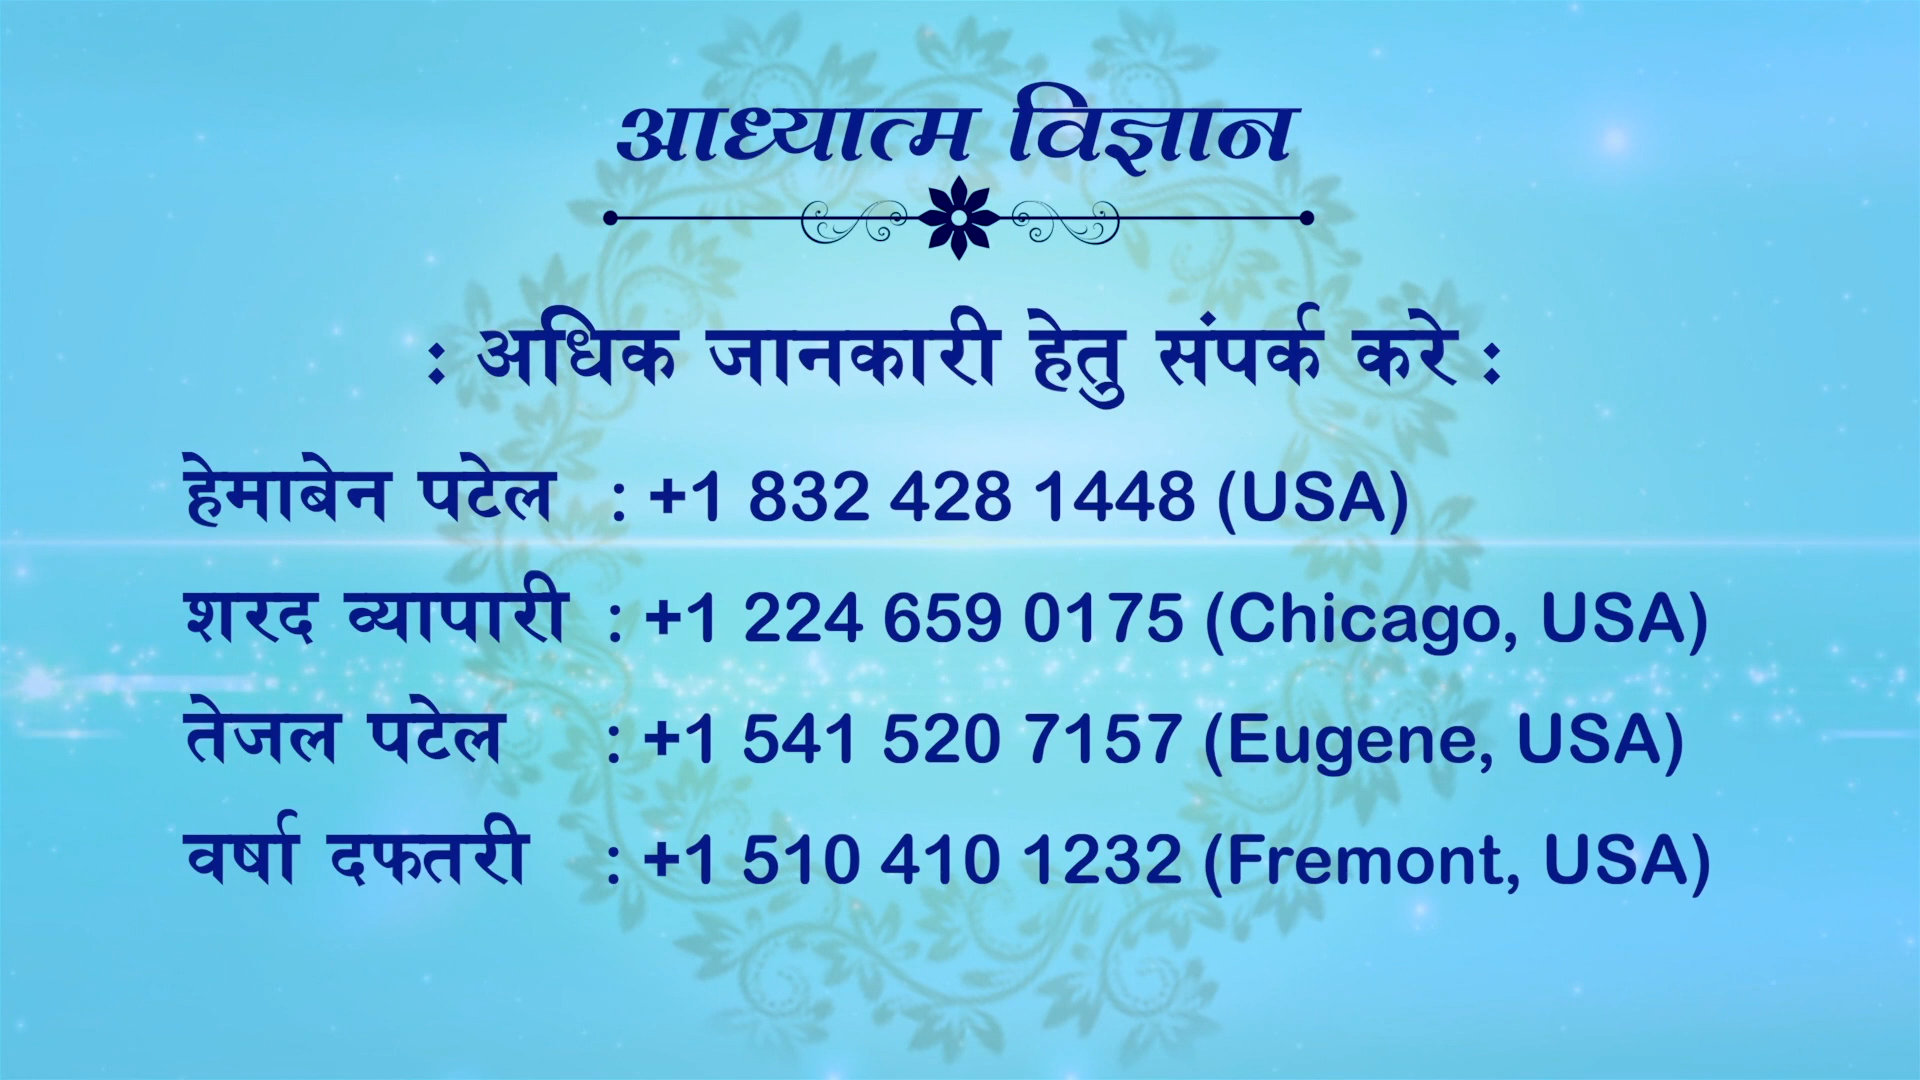 आध्यात्म विज्ञान
: अधिक जानकारी हेतु संपर्क करे :
हेमाबेन पटेल : +1 832 428 1448 (USA)
शरद व्यापारी : +1 224 659 0175 (Chicago, USA)
तेजल पटेल : +1 541 520 7157 (Eugene, USA)
वर्षा दफतरी : +1 510 410 1232 (Fremont, USA)